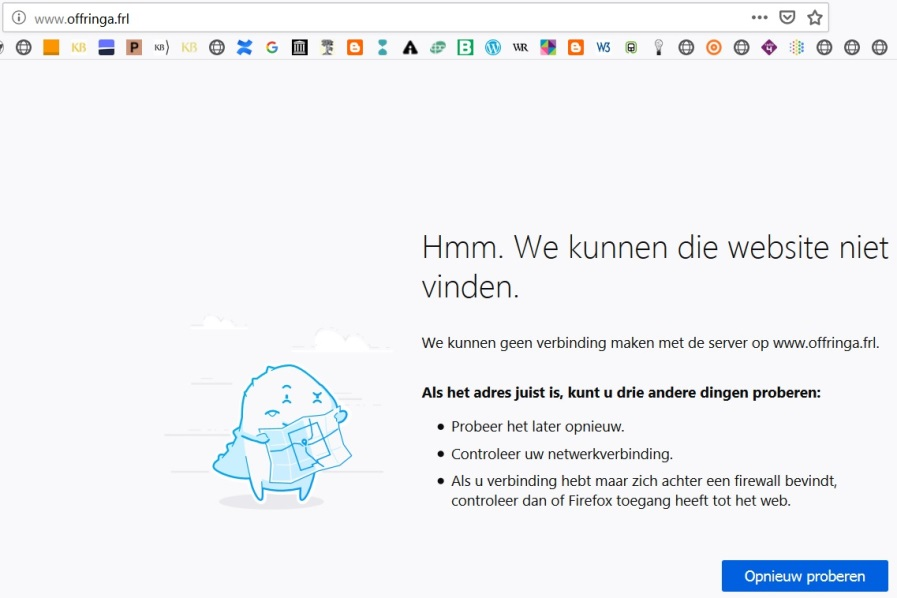 www.offringa.frl
KB KB) KB G B WR B W3
Hmm. We kunnen die website niet
vinden.
We kunnen geen verbinding maken met de server op www.offringa.frl.
Als het adres juist is, kunt u drie andere dingen proberen:
Probeer het later opnieuw.
Controleer uw netwerkverbinding.
Als u verbinding hebt maar zich achter een firewall bevindt,
controleer dan of Firefox toegang heeft tot het web.
Opnieuw proberen